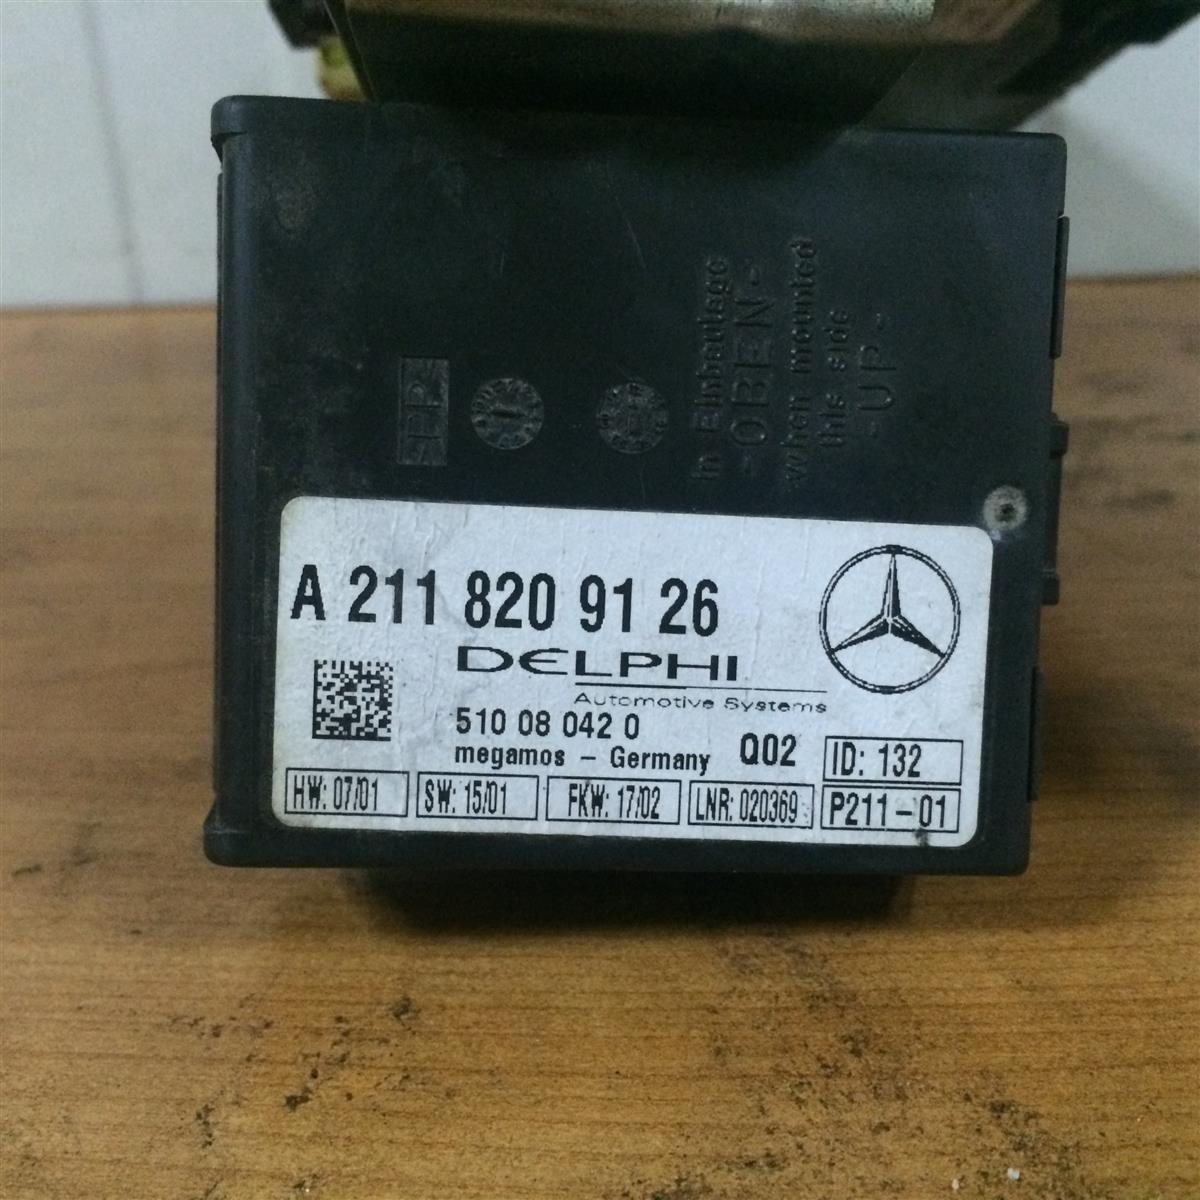 >PP<
In Einbaulage
-OBEN-
when mounted
this side
-UP-
A 211 820 91 26
DELPHI
Automotive Systems
510 08 042 0
megamos - Germany
Q02
ID: 132
HW: 07/01
SW: 15/01
FKW: 17/02
LNR: 020369
P211-01